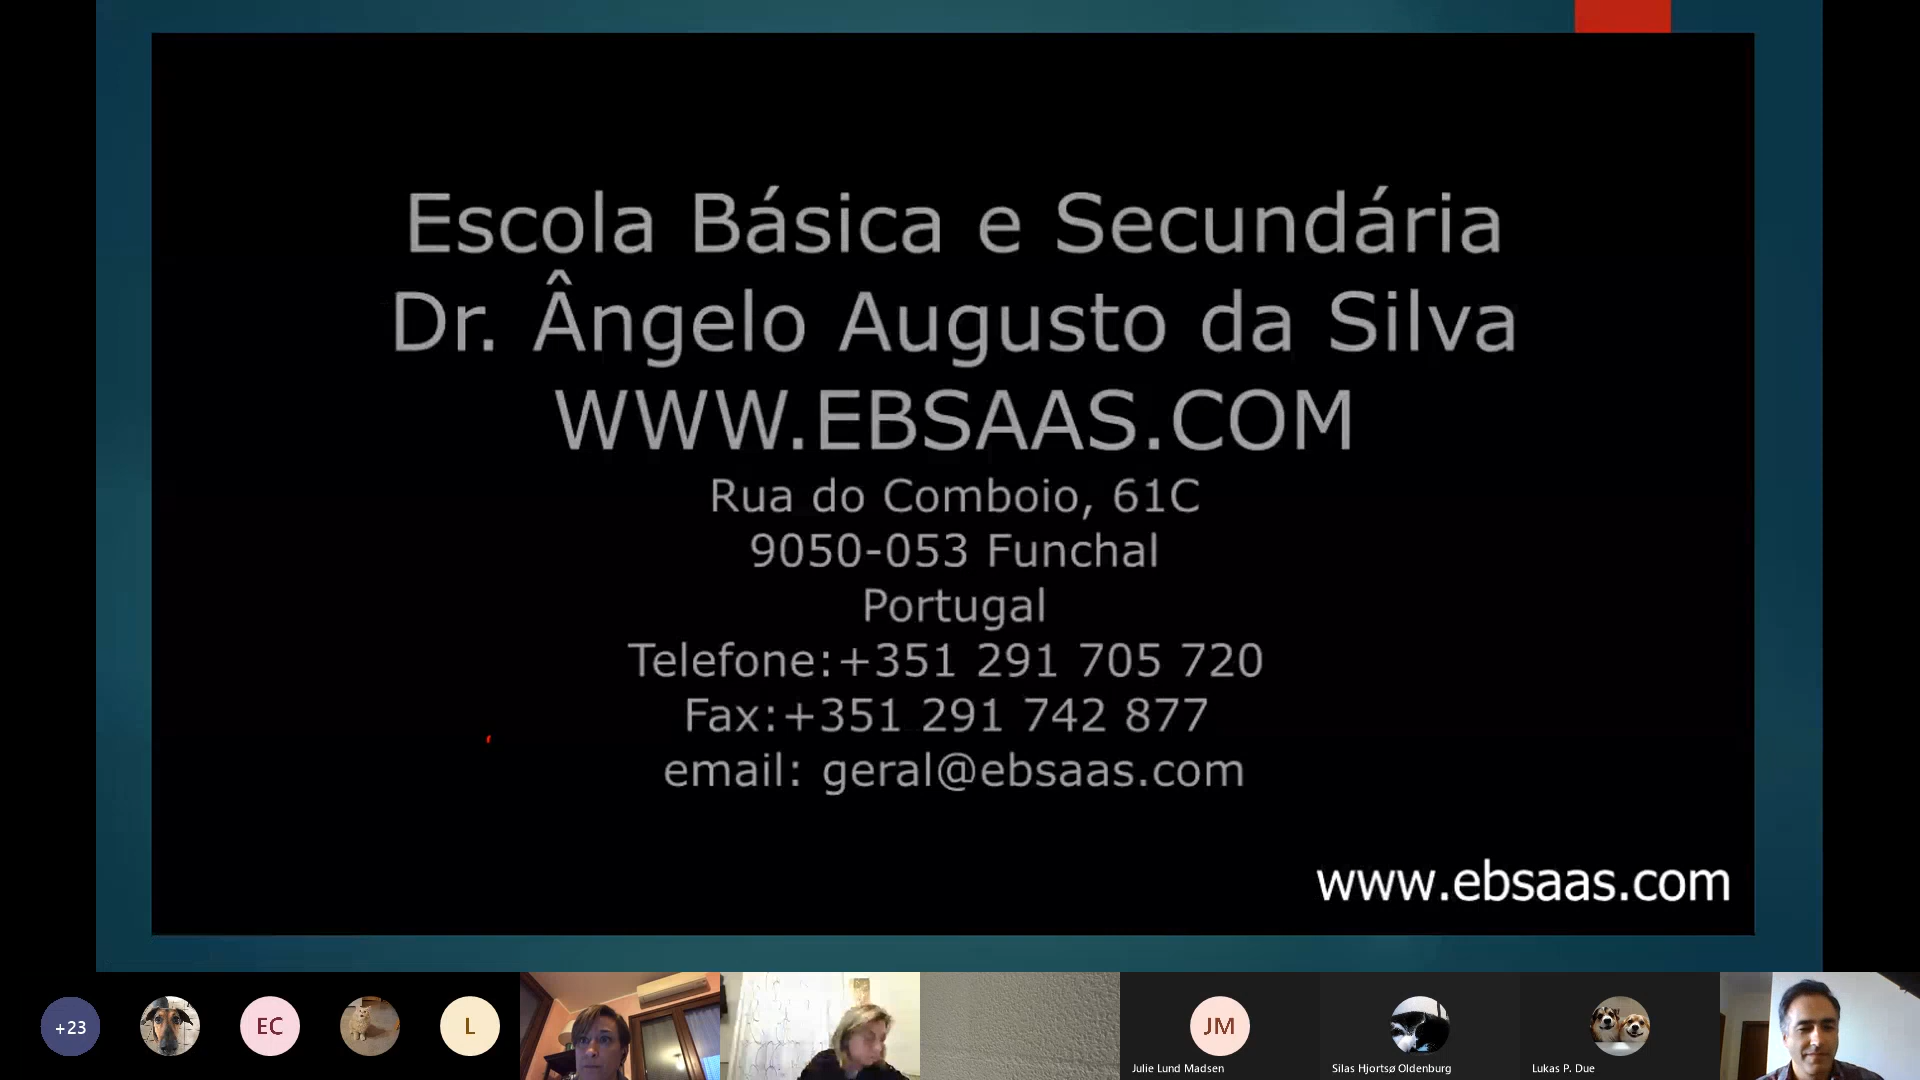 Escola Básica e Secundária
Dr. Ângelo Augusto da Silva
WWW.EBSAAS.COM
Rua do Comboio, 61C
9050-053 Funchal
Portugal
Telefone:+351 291 705 720
Fax:+351 291 742 877
email: geral@ebsaas.com
www.ebsaas.com
+23
EC
L
JM
Julie Lund Madsen
Silas Hjortsø Oldenburg
Lukas P. Due